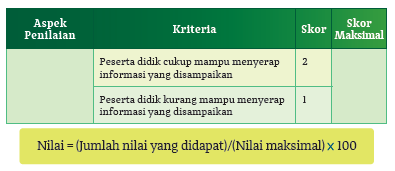 Aspek Penilaian Kriteria Skor Skor Maksimal
Peserta didik cukup mampu menyerap 2
informasi yang disampaikan
Peserta didik kurang mampu menyerap 1
informasi yang disampaikan
Nilai = (Jumlah nilai yang didapat)/(Nilai maksimal) x 100